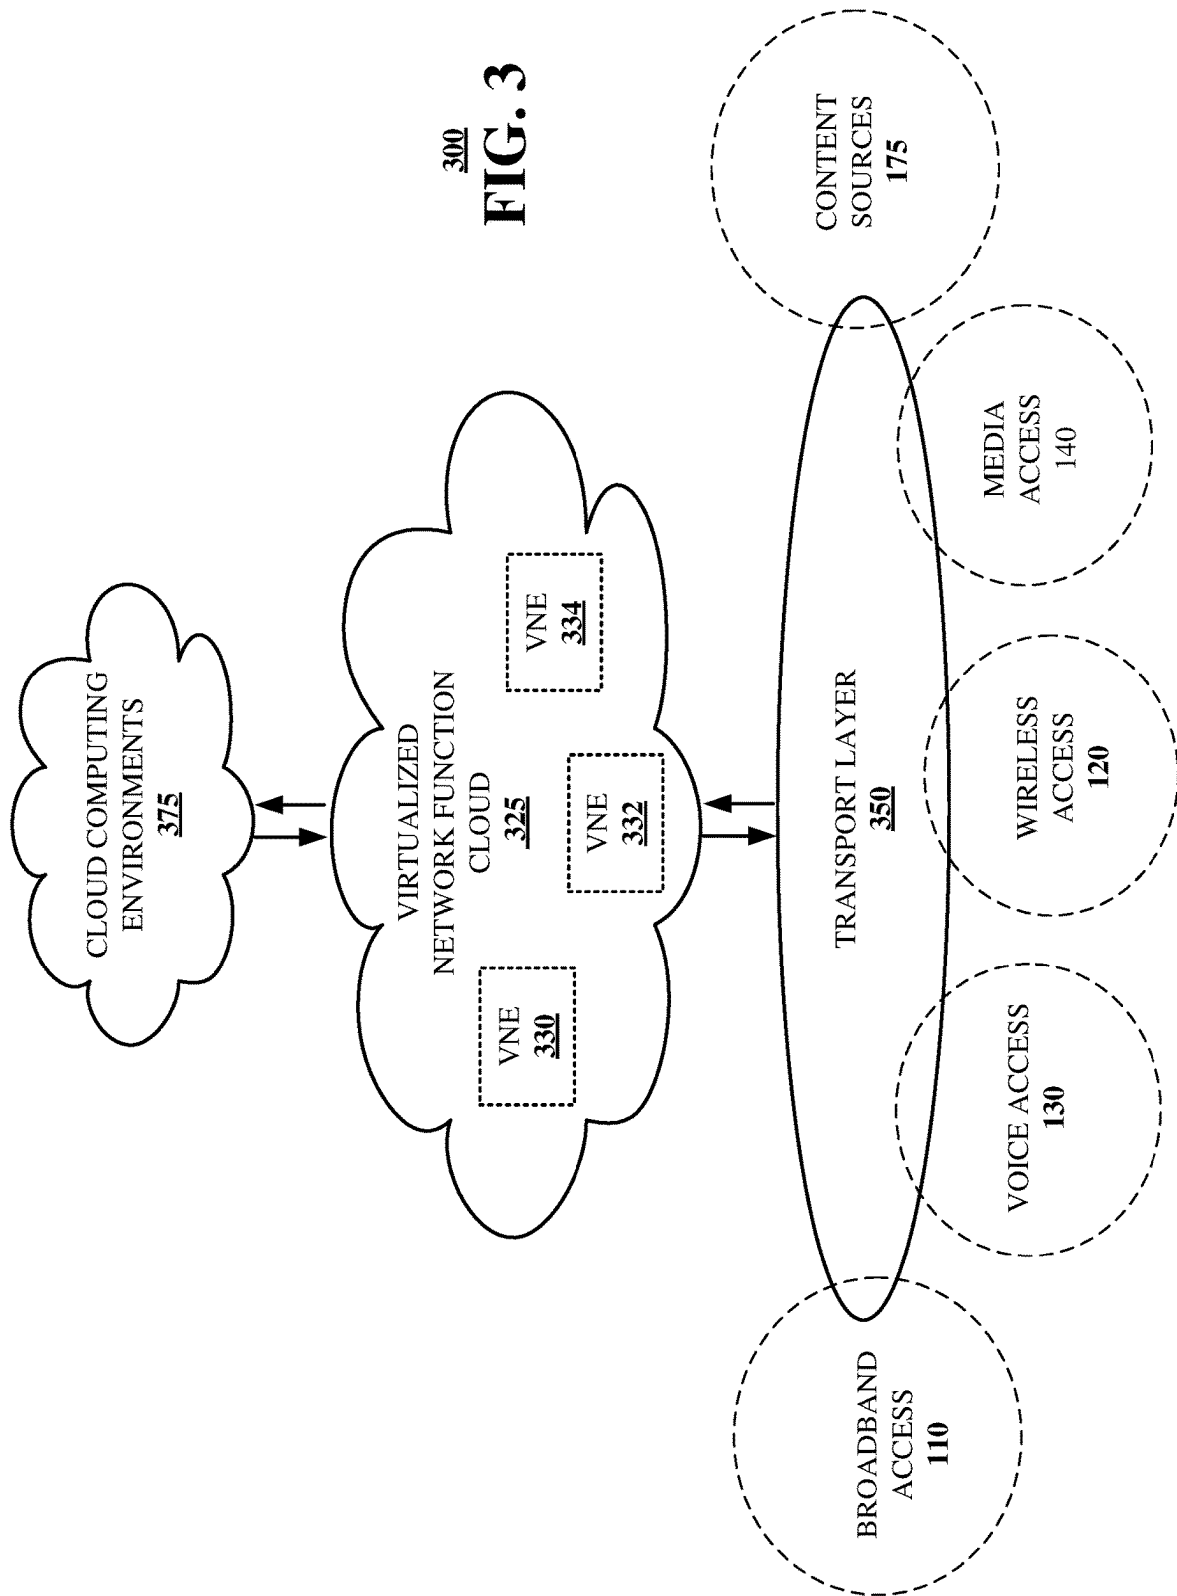 CLOUD COMPUTING
ENVIRONMENTS
375
VIRTUALIZED
NETWORK FUNCTION
CLOUD
325
VNE
330
VNE
332
VNE
334
300
FIG. 3
TRANSPORT LAYER
350
BROADBAND
ACCESS
110
VOICE ACCESS
130
WIRELESS
ACCESS
120
MEDIA
ACCESS
140
CONTENT
SOURCES
175